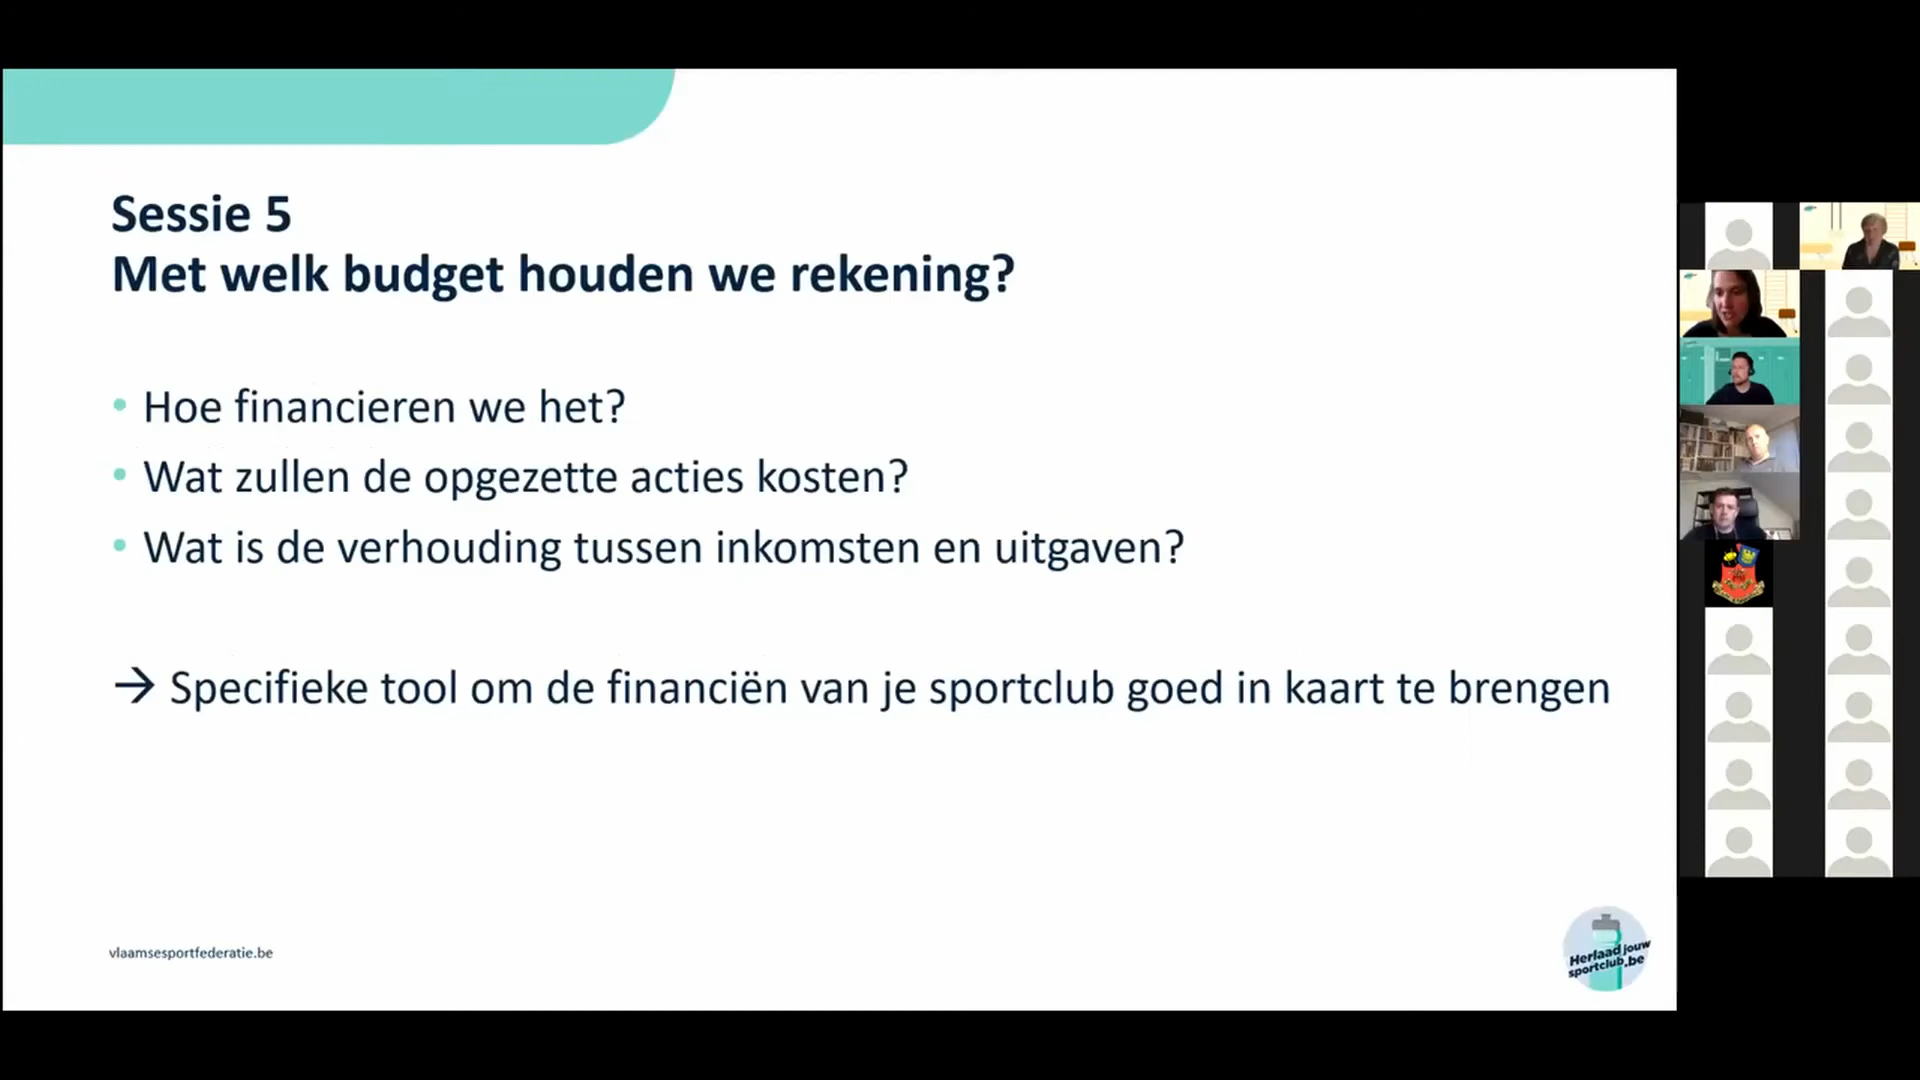 Sessie 5
Met welk budget houden we rekening?
• Hoe financieren we het?
• Wat zullen de opgezette acties kosten?
• Wat is de verhouding tussen inkomsten en uitgaven?
→ Specifieke tool om de financiën van je sportclub goed in kaart te brengen
vlaamsesportfederatie.be
Herlaad jouw
sportclub.be